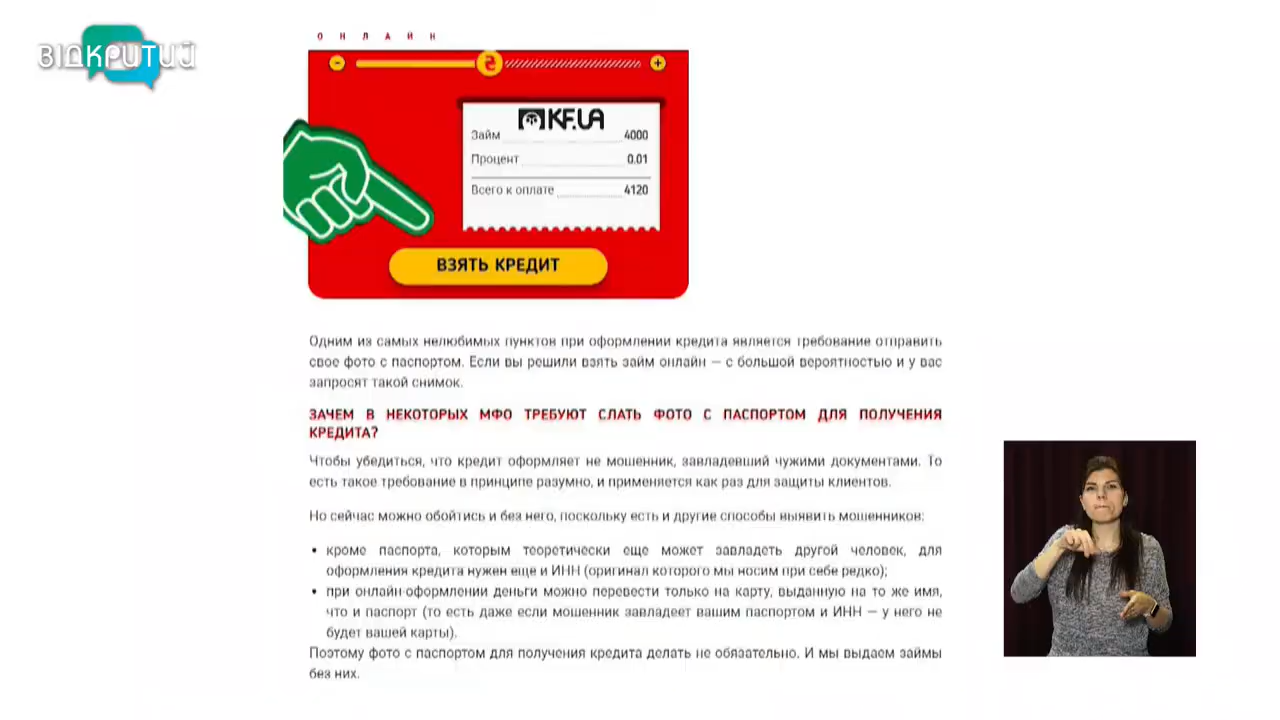 ВІДКРИТИЙ
ОНЛАЙН
- ₴ +
KF.UA
Займ 4000
Процент 0.01
Всего к оплате 4120
ВЗЯТЬ КРЕДИТ
Одним из самых нелюбимых пунктов при оформлении кредита является требование отправить
свое фото с паспортом. Если вы решили взять займ онлайн — с большой вероятностью и у вас
запросят такой снимок.
ЗАЧЕМ В НЕКОТОРЫХ МФО ТРЕБУЮТ СЛАТЬ ФОТО С ПАСПОРТОМ ДЛЯ ПОЛУЧЕНИЯ
КРЕДИТА?
Чтобы убедиться, что кредит оформляет не мошенник, завладевший чужими документами. То
есть такое требование в принципе разумно, и применяется как раз для защиты клиентов.
Но сейчас можно обойтись и без него, поскольку есть и другие способы выявить мошенников:
• кроме паспорта, которым теоретически еще может завладеть другой человек, для
оформления кредита нужен еще и ИНН (оригинал которого мы носим при себе редко);
• при онлайн-оформлении деньги можно перевести только на карту, выданную на то же имя,
что и паспорт (то есть даже если мошенник завладеет вашим паспортом и ИНН — у него не
будет вашей карты).
Поэтому фото с паспортом для получения кредита делать не обязательно. И мы выдаем займы
без них.